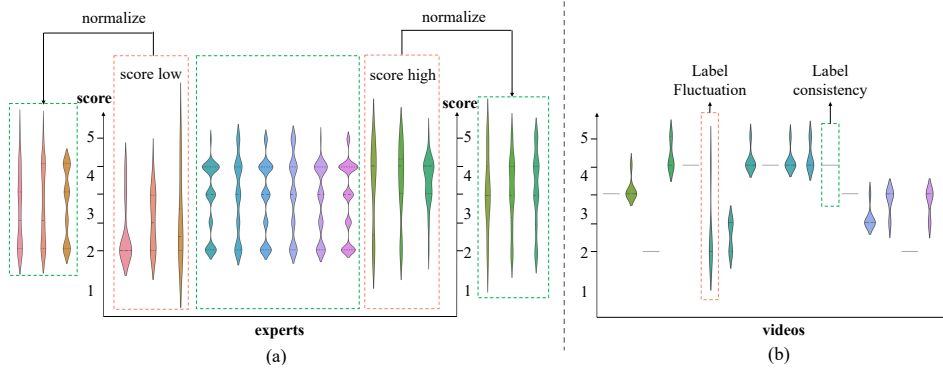 normalize
normalize
score low
score high
score
score
5
4
3
2
1
5
4
3
2
1
experts
(a)
Label
Fluctuation
Label
consistency
5
4
3
2
1
videos
(b)